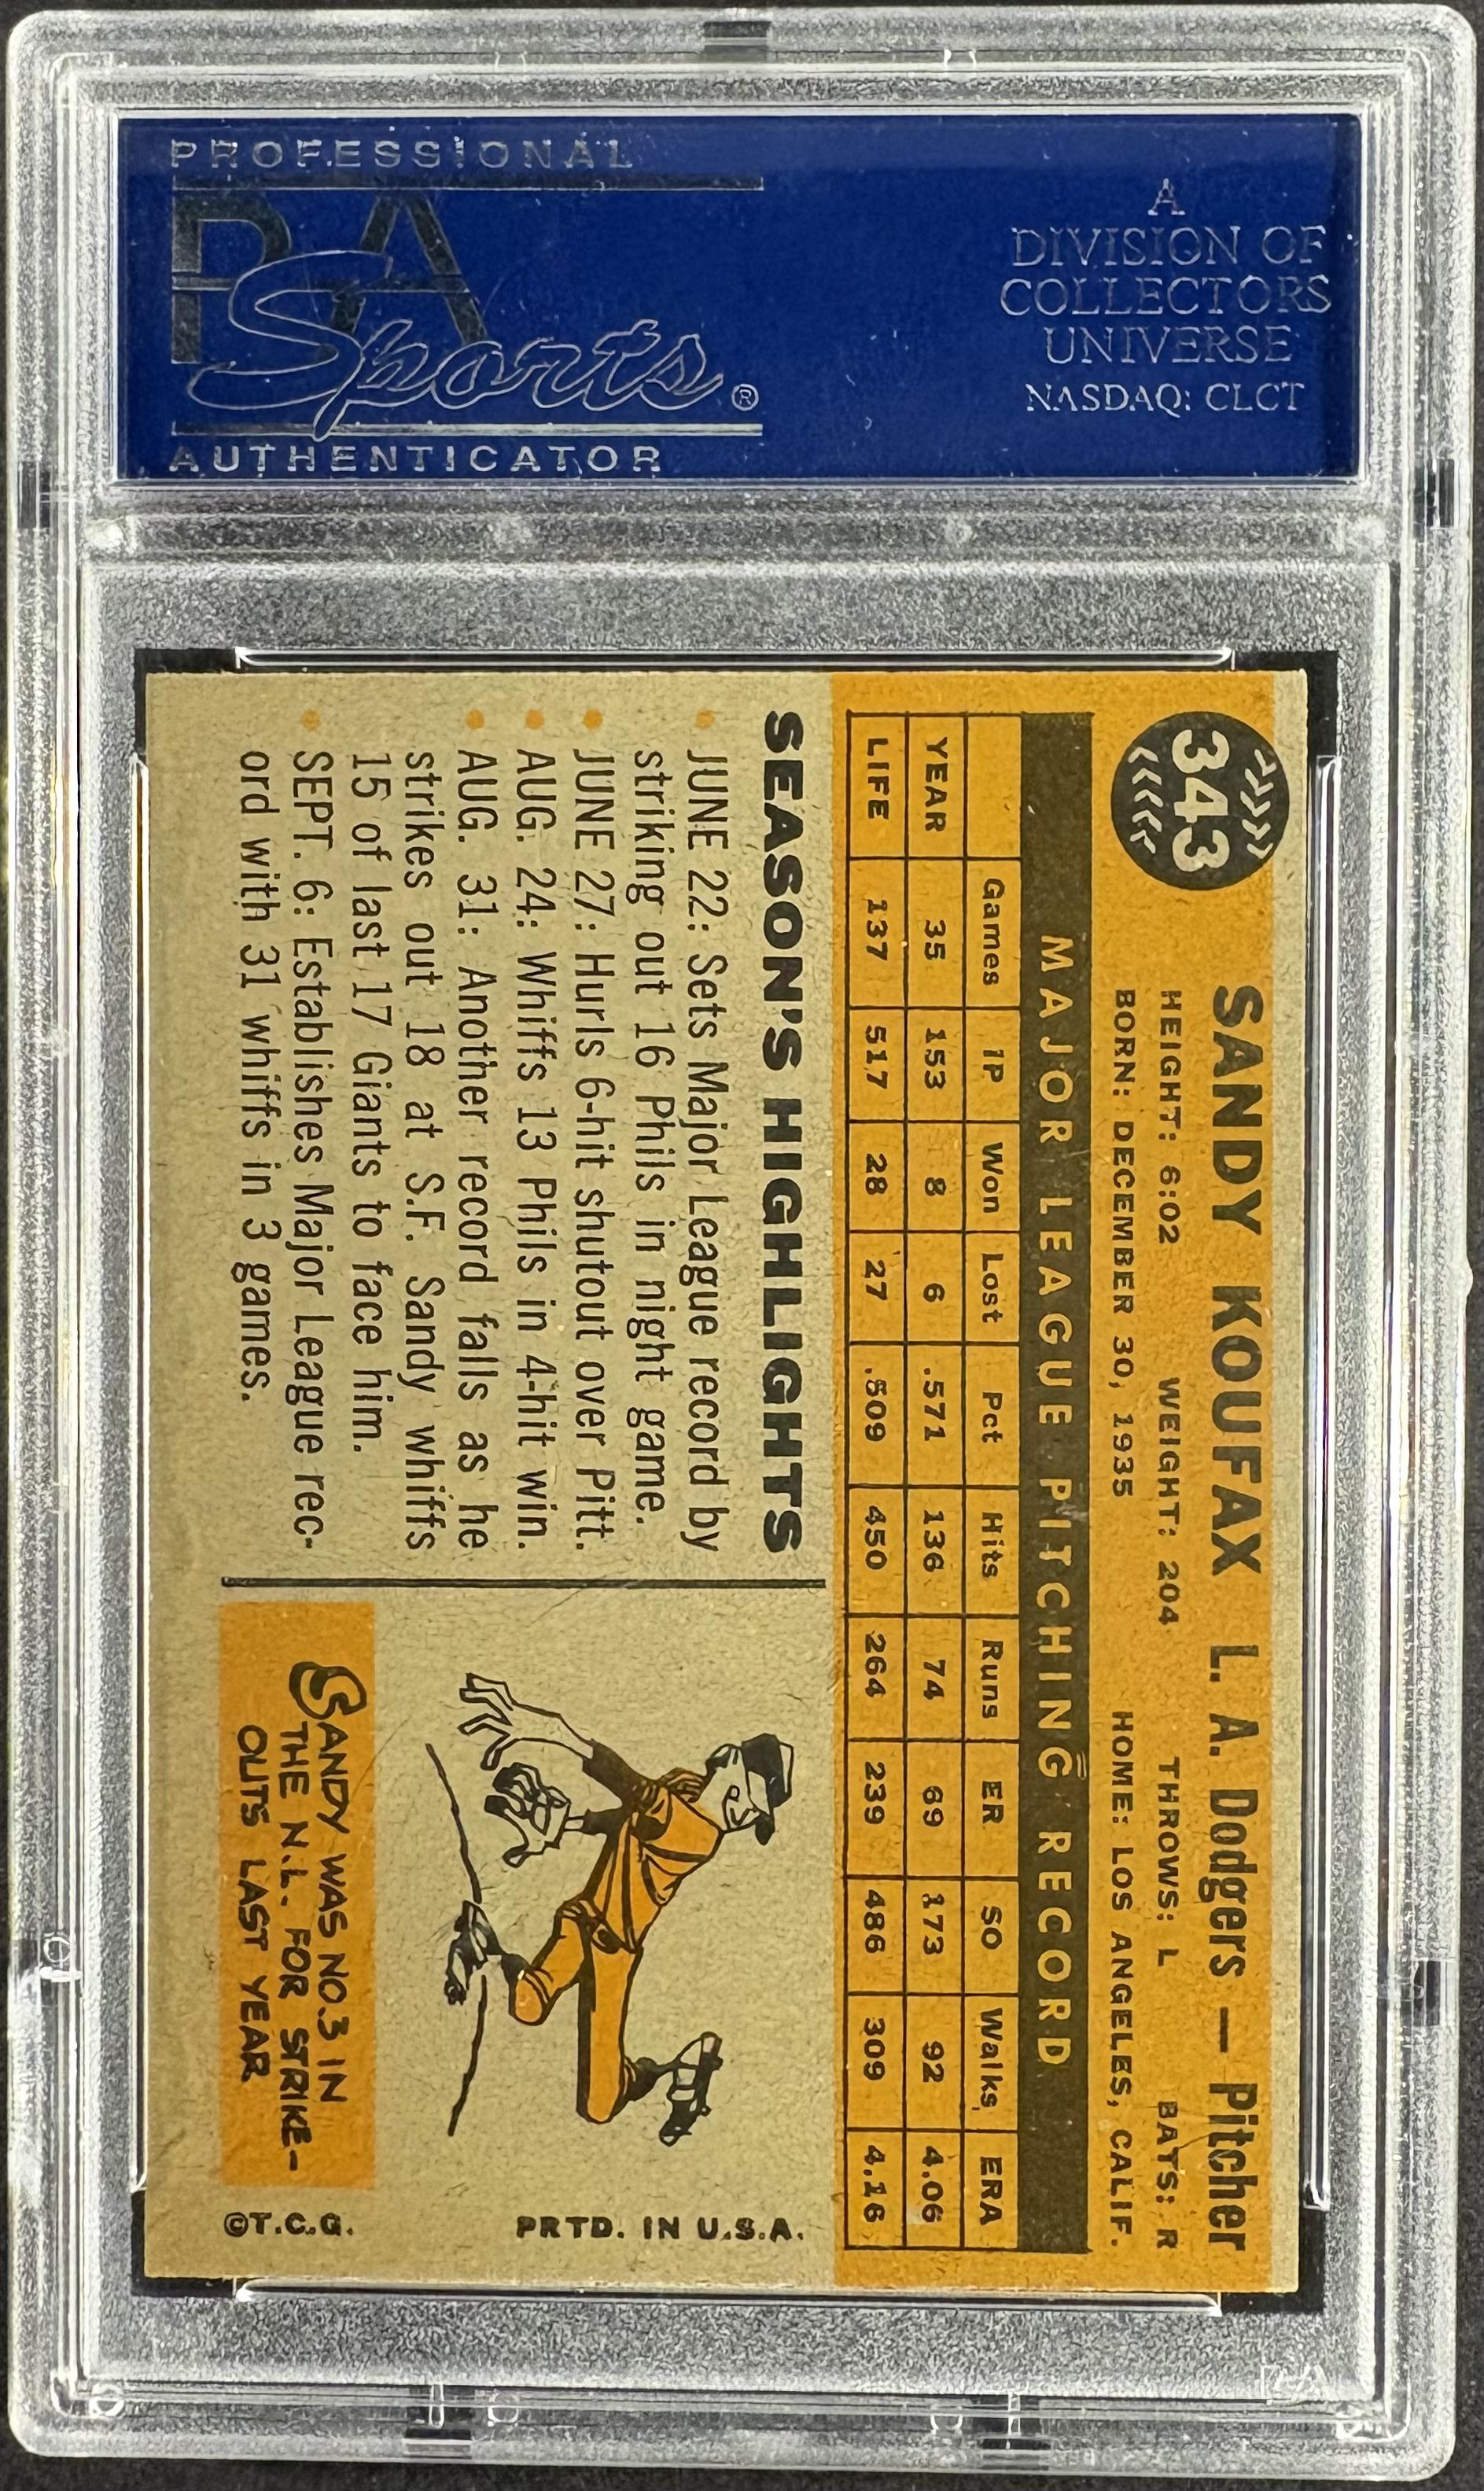 PROFESSIONAL
PSA
Sports®
AUTHENTICATOR
A
DIVISION OF
COLLECTORS
UNIVERSE
NASDAQ: CLCT
343
SANDY KOUFAX L. A. Dodgers — Pitcher
HEIGHT: 6:02 WEIGHT: 204 THROWS: L BATS: R
BORN: DECEMBER 30, 1935 HOME: LOS ANGELES, CALIF.
MAJOR LEAGUE PITCHING RECORD
Games IP Won Lost Pct Hits Runs ER SO Walks ERA
YEAR 35 153 8 6 .571 136 74 69 173 92 4.06
LIFE 137 517 28 27 .509 450 264 239 486 309 4.16
SEASON'S HIGHLIGHTS
• JUNE 22: Sets Major League record by
striking out 16 Phils in night game.
• JUNE 27: Hurls 6-hit shutout over Pitt.
• AUG. 24: Whiffs 13 Phils in 4-hit win.
• AUG. 31: Another record falls as he
strikes out 18 at S.F. Sandy whiffs
15 of last 17 Giants to face him.
• SEPT. 6: Establishes Major League rec-
ord with 31 whiffs in 3 games.
SANDY WAS NO.3 IN
THE N.L. FOR STRIKE-
OUTS LAST YEAR
PRTD. IN U.S.A.
©T.C.G.